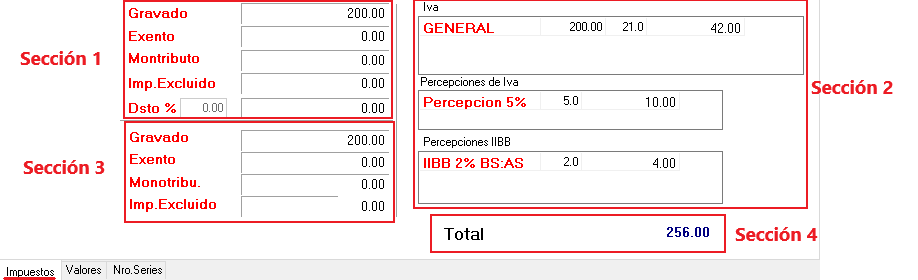 Sección 1
Gravado 200.00
Exento 0.00
Montributo 0.00
Imp.Excluido 0.00
Dsto % 0.00 0.00
Iva
GENERAL 200.00 21.0 42.00
Percepciones de Iva
Percepcion 5% 5.0 10.00
Percepciones IIBB
IIBB 2% BS:AS 2.0 4.00
Sección 2
Sección 3
Gravado 200.00
Exento 0.00
Monotribu. 0.00
Imp.Excluido 0.00
Total 256.00
Sección 4
Impuestos Valores Nro.Series